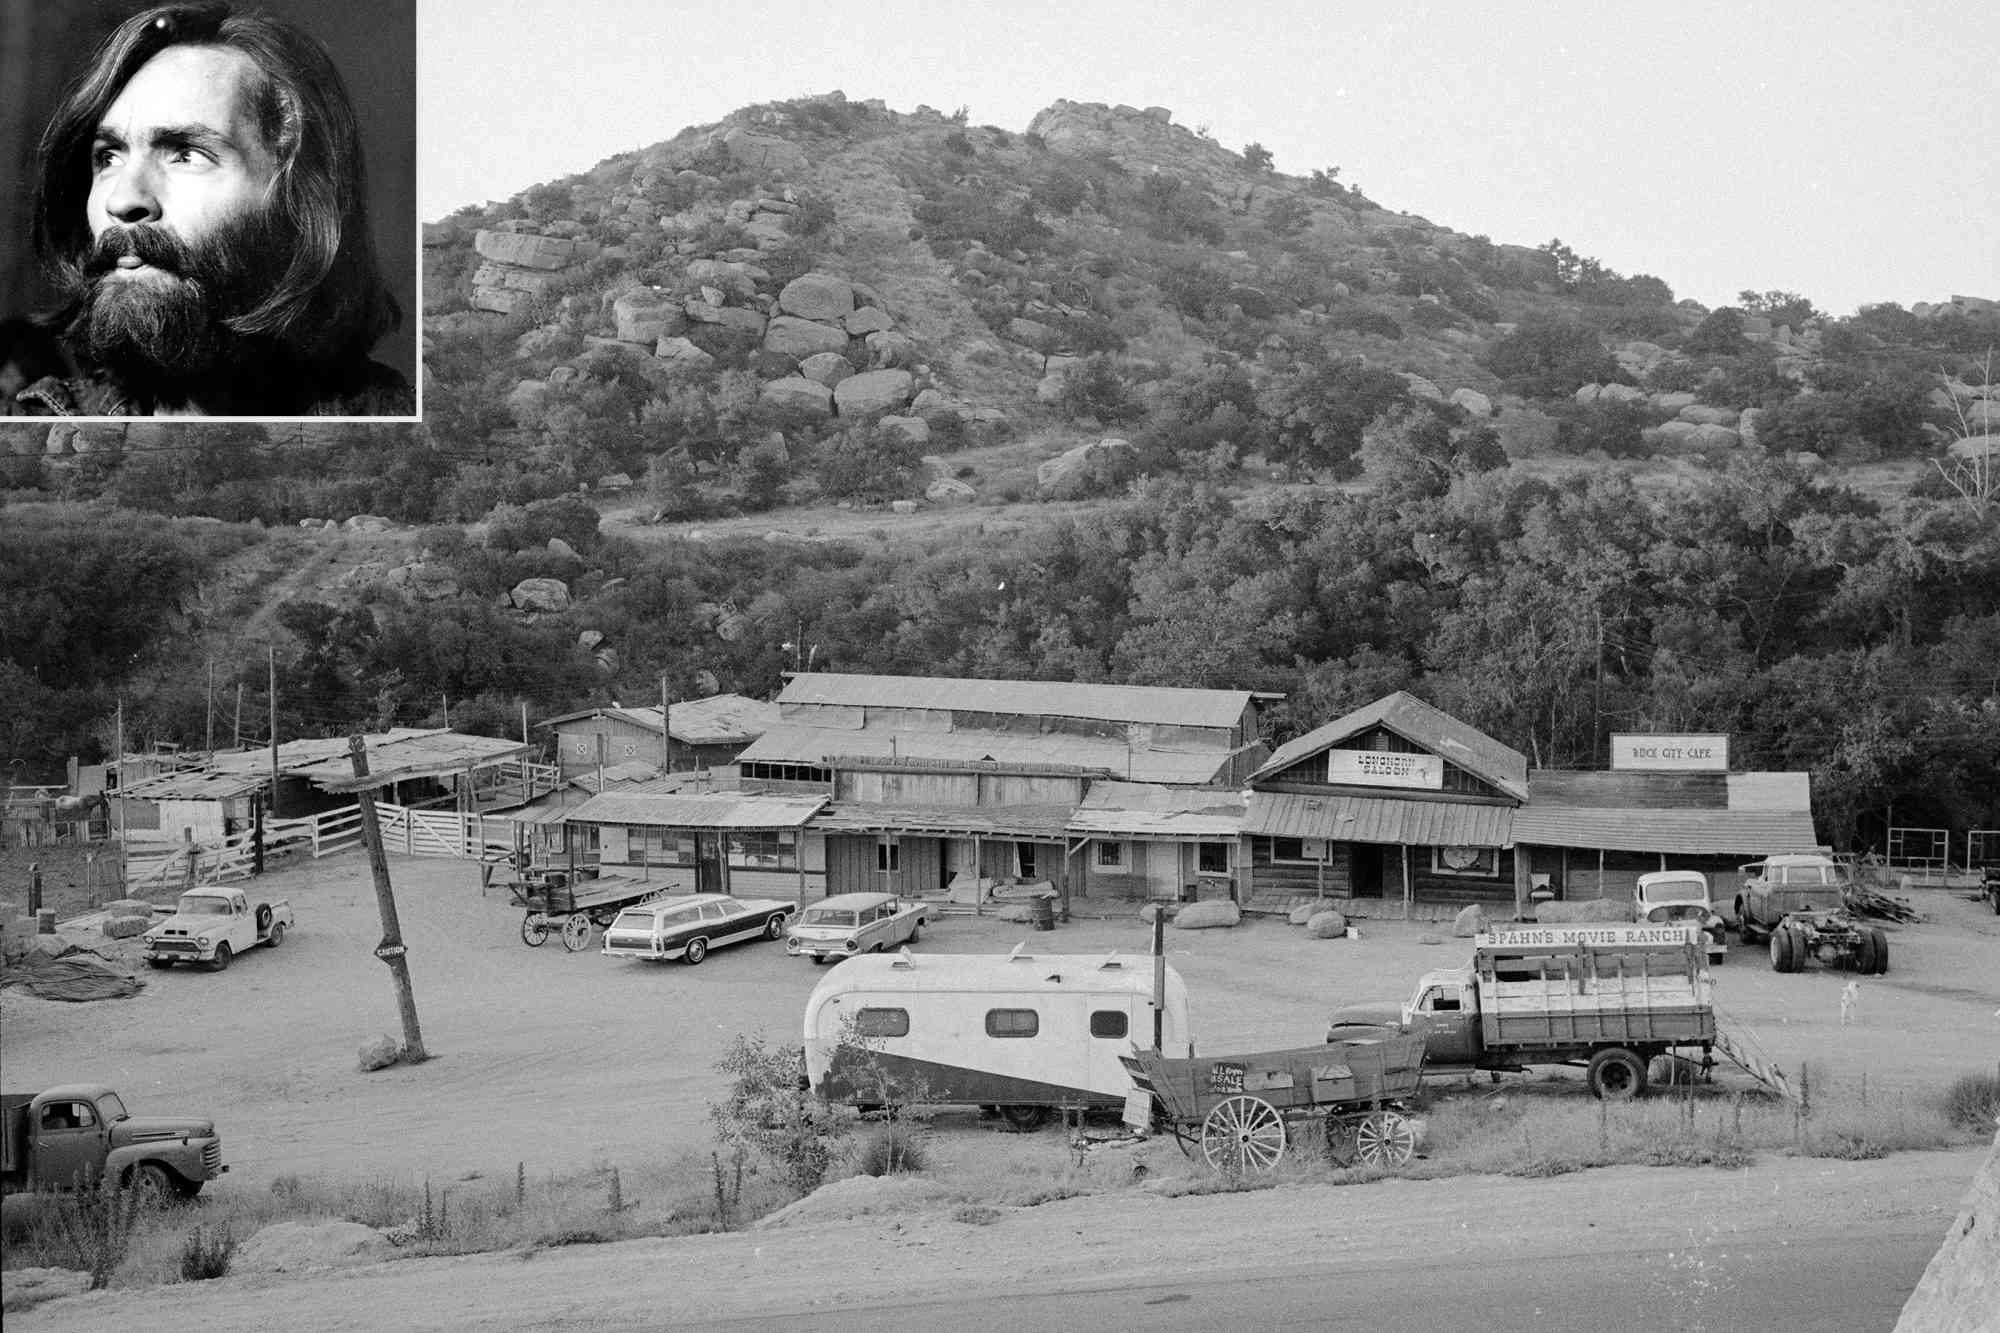 ROCK CITY CAFE
LONGHORN
SALOON
SPAHN'S MOVIE RANCH
CAUTION
SALE